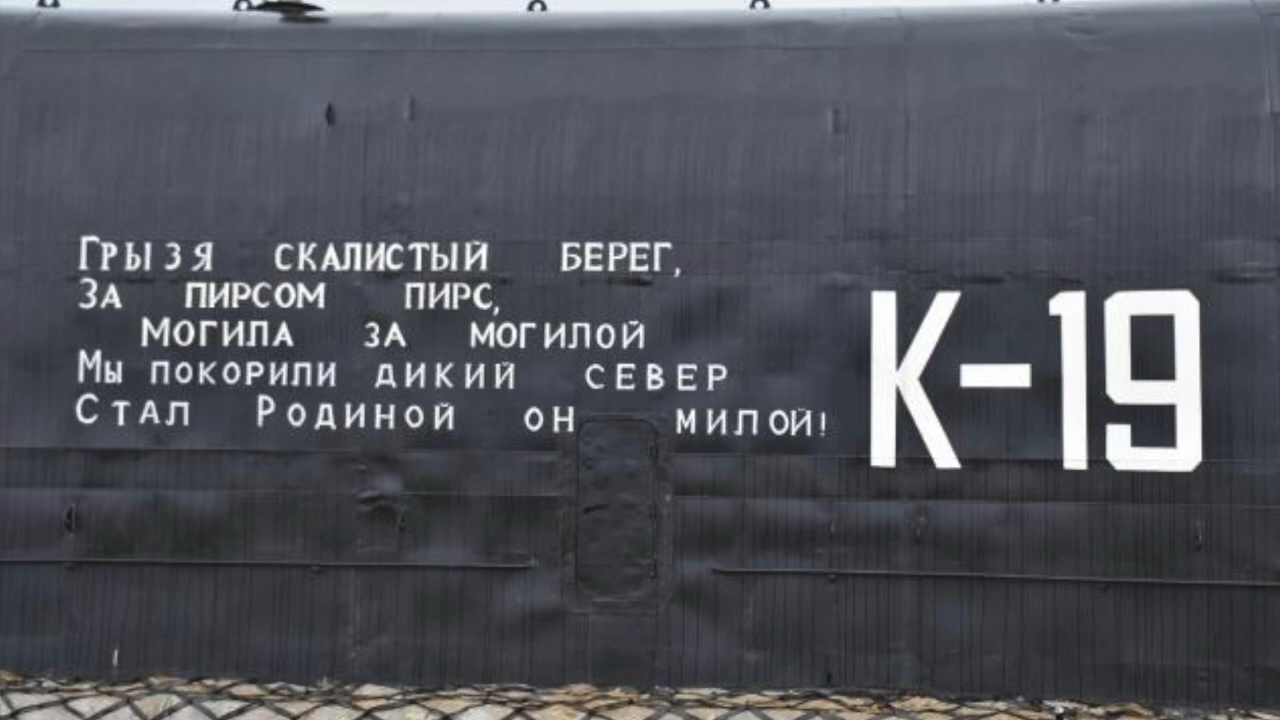 Грызя скалистый берег,
За пирсом пирс,
Могила за могилой
Мы покорили дикий север
Стал Родиной он милой!
К-19